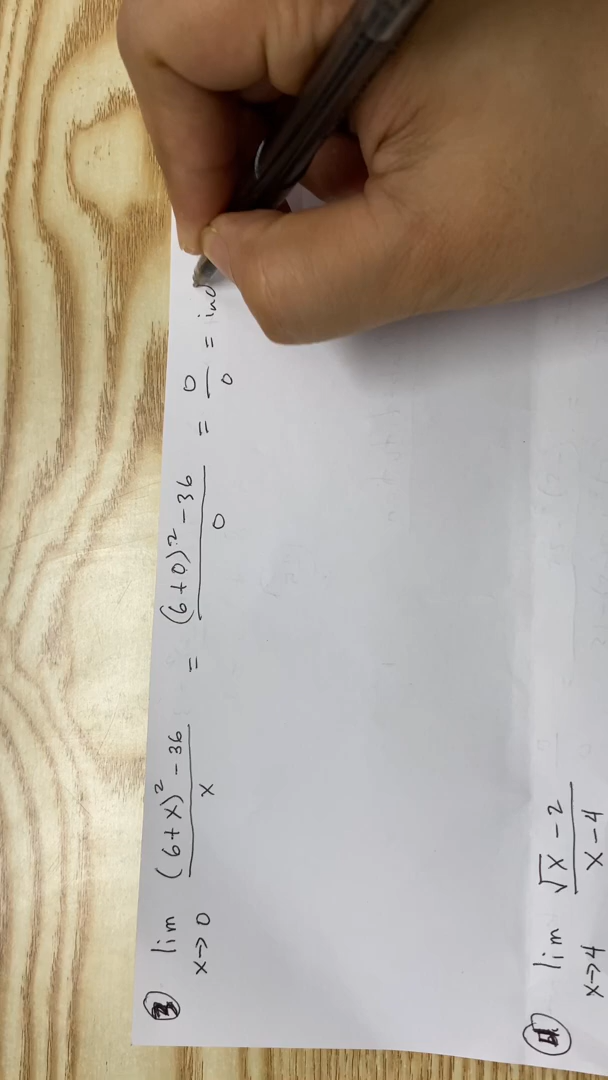 ③ lim x→0 ((6+x)² - 36)/x = ((6+0)² - 36)/0 = 0/0 = ind
④ lim x→4 (√x - 2)/(x - 4)